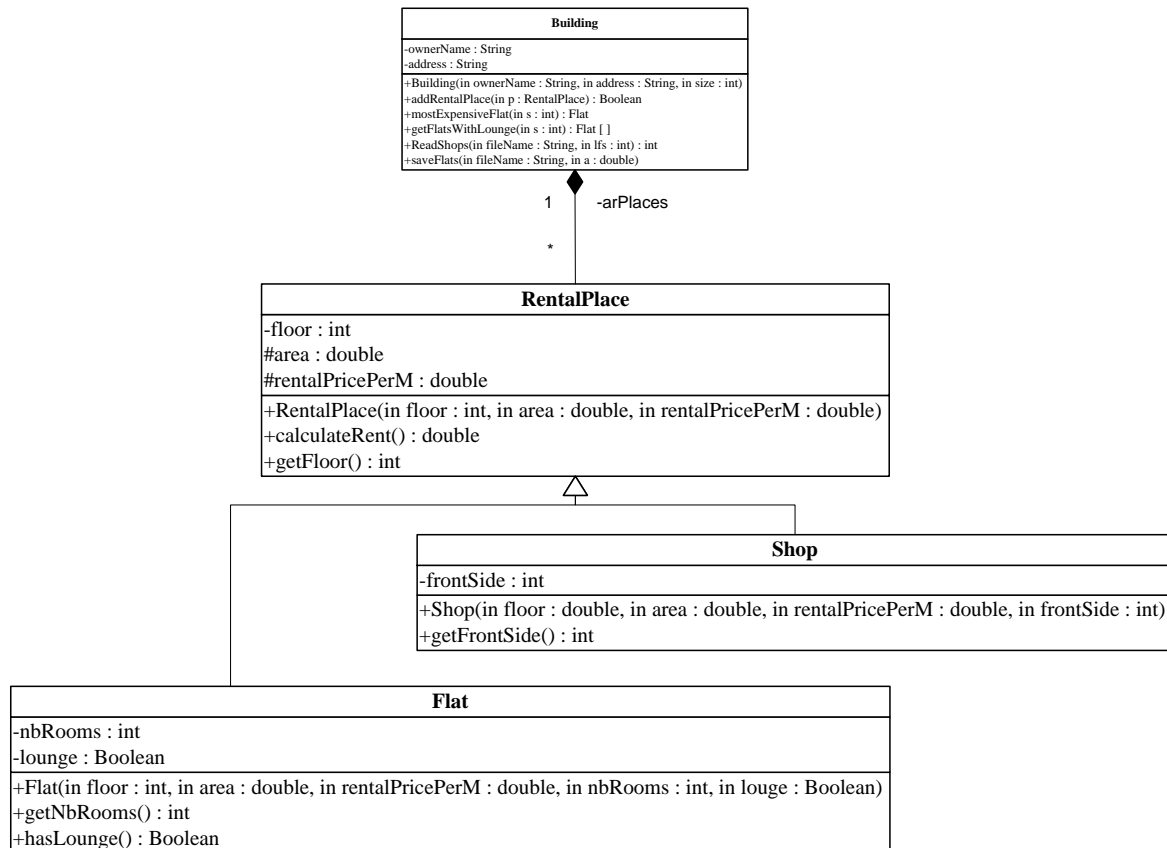 Building
-ownerName : String
-address : String
+Building(in ownerName : String, in address : String, in size : int)
+addRentalPlace(in p : RentalPlace) : Boolean
+mostExpensiveFlat(in s : int) : Flat
+getFlatsWithLounge(in s : int) : Flat [ ]
+ReadShops(in fileName : String, in lfs : int) : int
+saveFlats(in fileName : String, in a : double)
1
-arPlaces
*
RentalPlace
-floor : int
#area : double
#rentalPricePerM : double
+RentalPlace(in floor : int, in area : double, in rentalPricePerM : double)
+calculateRent() : double
+getFloor() : int
Shop
-frontSide : int
+Shop(in floor : double, in area : double, in rentalPricePerM : double, in frontSide : int)
+getFrontSide() : int
Flat
-nbRooms : int
-lounge : Boolean
+Flat(in floor : int, in area : double, in rentalPricePerM : double, in nbRooms : int, in louge : Boolean)
+getNbRooms() : int
+hasLounge() : Boolean